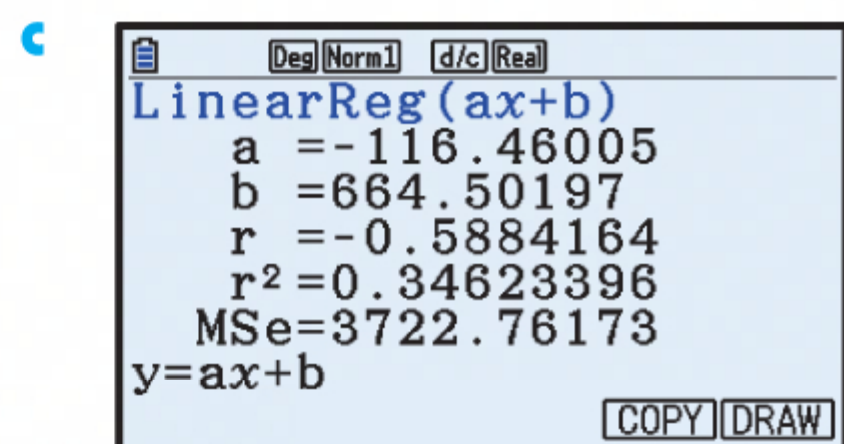 c
Deg Norm1 d/c Real
LinearReg(ax+b)
a =-116.46005
b =664.50197
r =-0.5884164
r²=0.34623396
MSe=3722.76173
y=ax+b
COPY DRAW